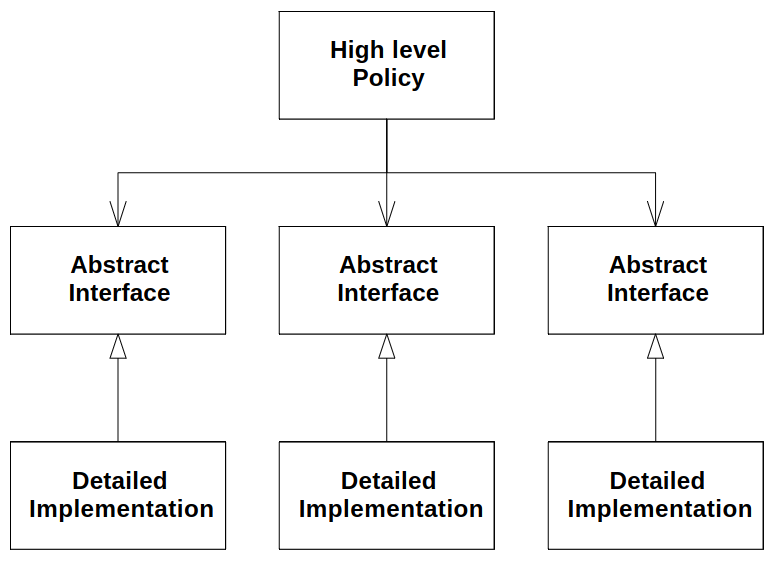 High level
Policy
Abstract
Interface
Abstract
Interface
Abstract
Interface
Detailed
Implementation
Detailed
Implementation
Detailed
Implementation